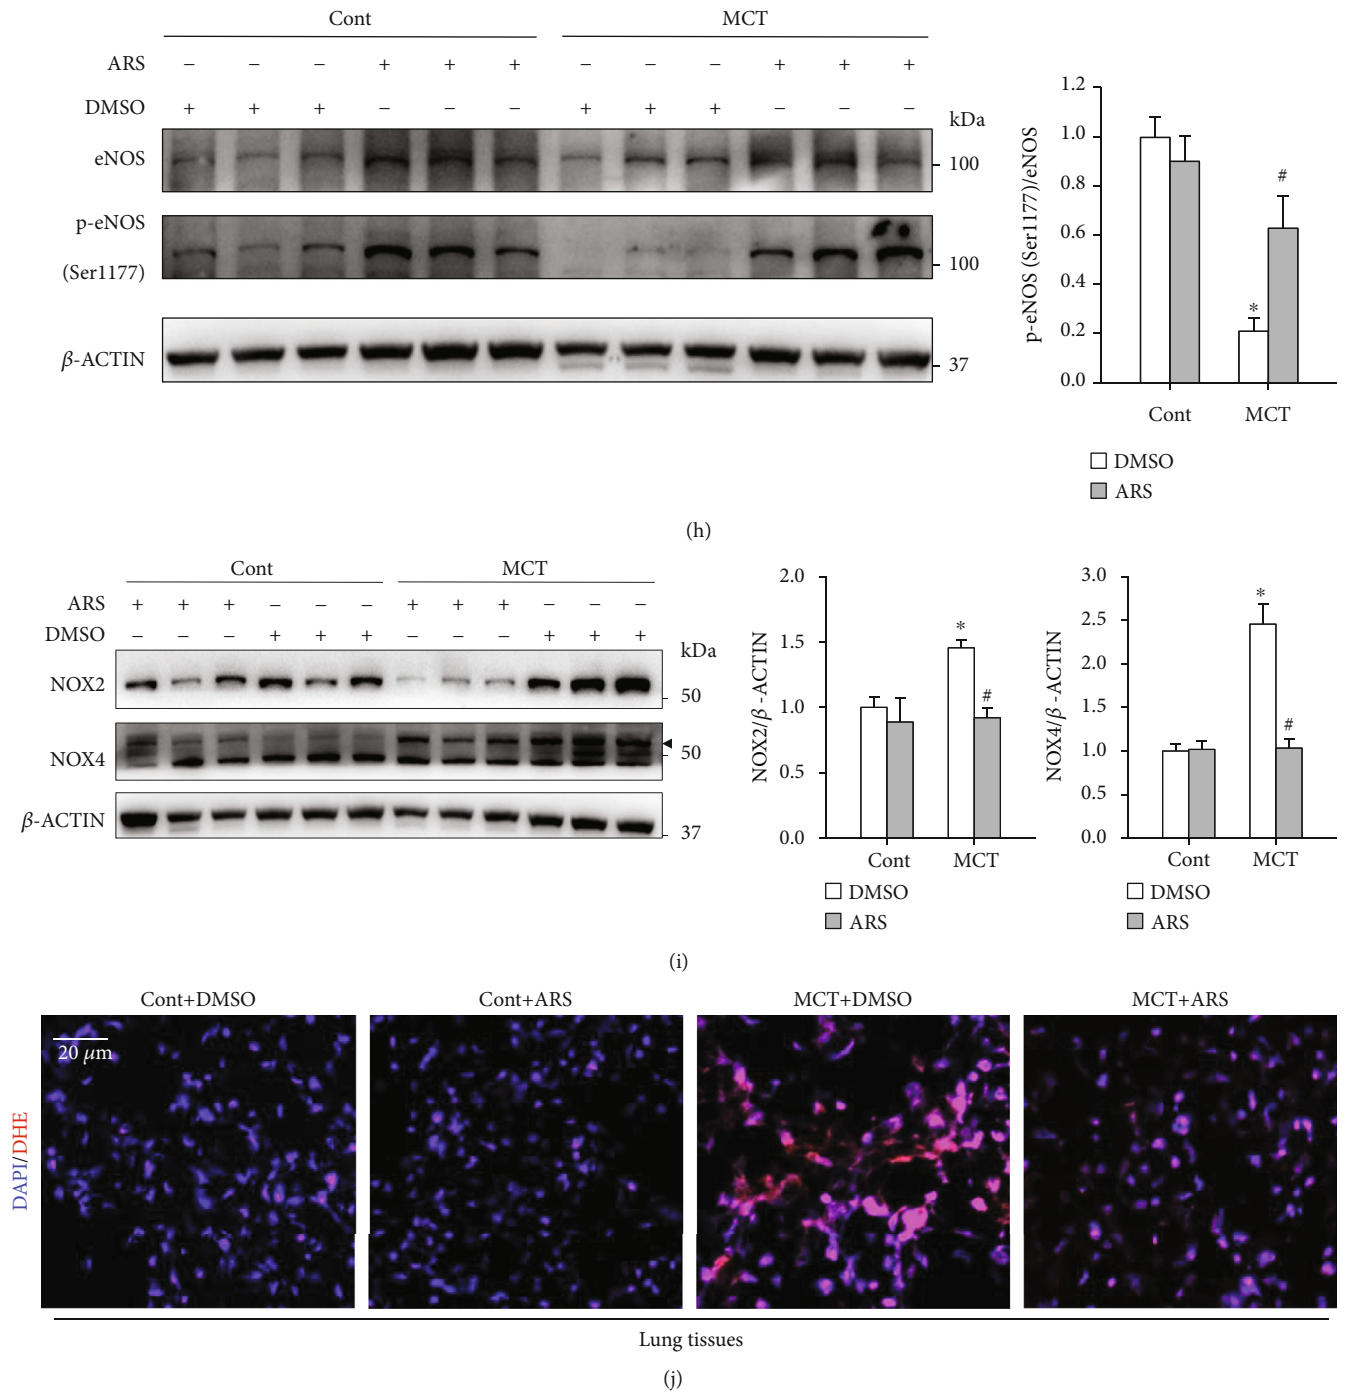 Cont MCT
ARS − − − + + + − − − + + +
DMSO + + + − − − + + + − − −
kDa
eNOS
100
p-eNOS
(Ser1177)
100
β-ACTIN
37
p-eNOS (Ser1177)/eNOS
1.2
1.0
0.8
0.6
0.4
0.2
0.0
#
*
Cont MCT
DMSO
ARS
(h)
Cont MCT
ARS + + + − − − + + + − − −
DMSO − − − + + + − − − + + +
kDa
NOX2
50
NOX4
50
β-ACTIN
37
NOX2/β -ACTIN
2.0
1.5
1.0
0.5
0.0
*
#
Cont MCT
DMSO
ARS
NOX4/β -ACTIN
3.0
2.5
2.0
1.0
1.0
0.0
0.0
*
#
Cont MCT
DMSO
ARS
(i)
Cont+DMSO Cont+ARS MCT+DMSO MCT+ARS
20 μm
DAPI/DHE
Lung tissues
(j)